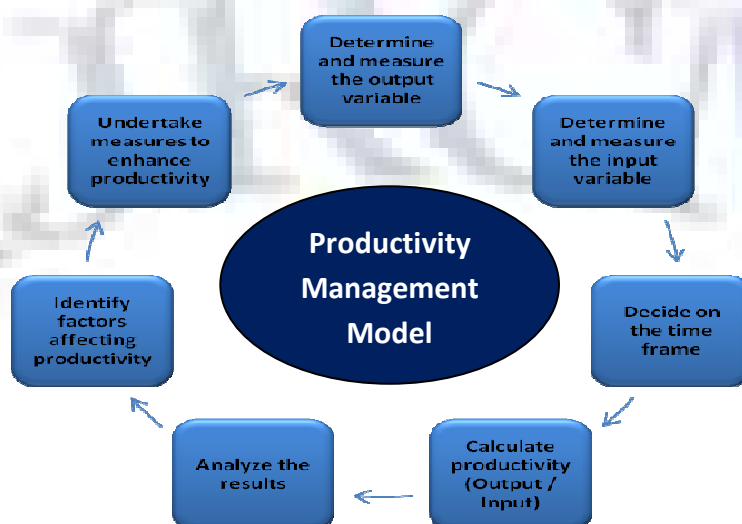 Determine
and measure
the output
variable
Determine
and measure
the input
variable
Decide on
the time
frame
Calculate
productivity
(Output /
Input)
Analyze the
results
Identify
factors
affecting
productivity
Undertake
measures to
enhance
productivity
Productivity
Management
Model